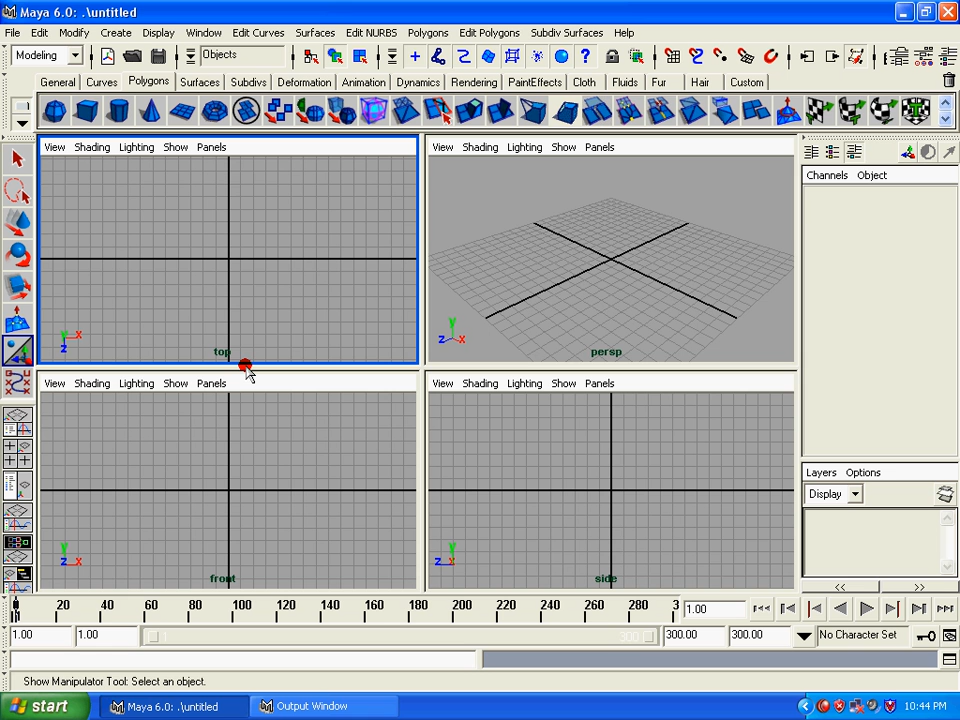 Maya 6.0: .\untitled
File Edit Modify Create Display Window Edit Curves Surfaces Edit NURBS Polygons Edit Polygons Subdiv Surfaces Help
Modeling Objects
General Curves Polygons Surfaces Subdivs Deformation Animation Dynamics Rendering PaintEffects Cloth Fluids Fur Hair Custom
View Shading Lighting Show Panels
View Shading Lighting Show Panels
Channels Object
y x
z
top
y
z x
persp
View Shading Lighting Show Panels
View Shading Lighting Show Panels
y
z x
front
y
z x
side
Layers Options
Display
<< >>
20 40 60 80 100 120 140 160 180 200 220 240 260 280 3
1.00
1.00 1.00 1 300 300.00 300.00 No Character Set
Show Manipulator Tool: Select an object.
start Maya 6.0: .\untitled Output Window 10:44 PM